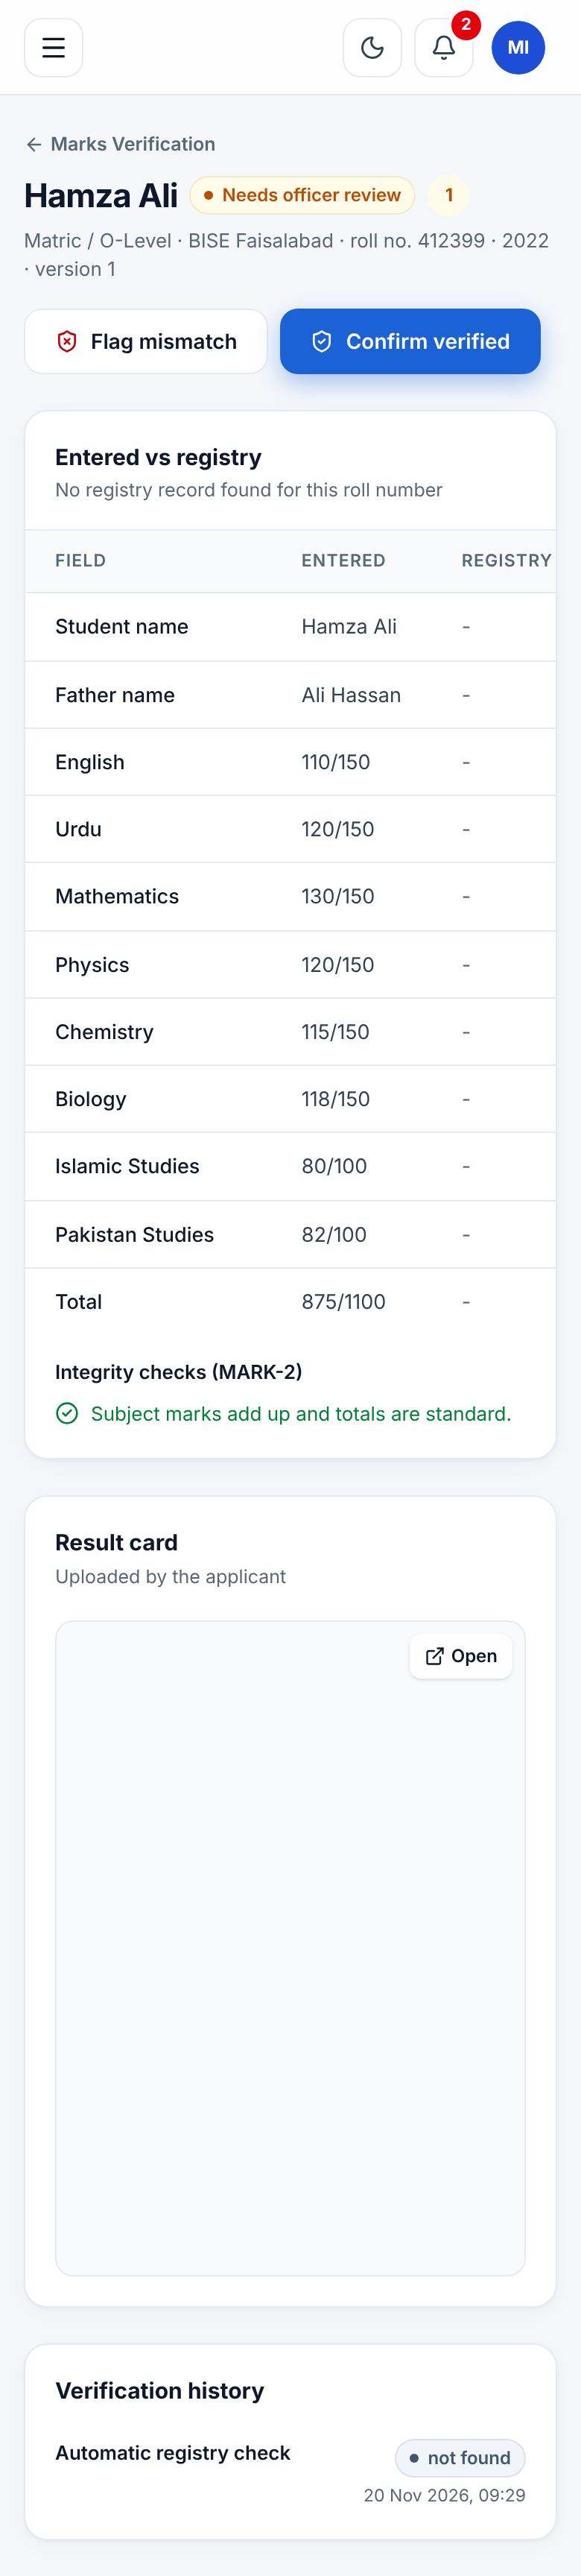 2
MI
Marks Verification
Hamza Ali Needs officer review 1
Matric / O-Level · BISE Faisalabad · roll no. 412399 · 2022
· version 1
Flag mismatch Confirm verified
Entered vs registry
No registry record found for this roll number
FIELD ENTERED REGISTRY
Student name Hamza Ali -
Father name Ali Hassan -
English 110/150 -
Urdu 120/150 -
Mathematics 130/150 -
Physics 120/150 -
Chemistry 115/150 -
Biology 118/150 -
Islamic Studies 80/100 -
Pakistan Studies 82/100 -
Total 875/1100 -
Integrity checks (MARK-2)
Subject marks add up and totals are standard.
Result card
Uploaded by the applicant
Open
Verification history
Automatic registry check not found
20 Nov 2026, 09:29